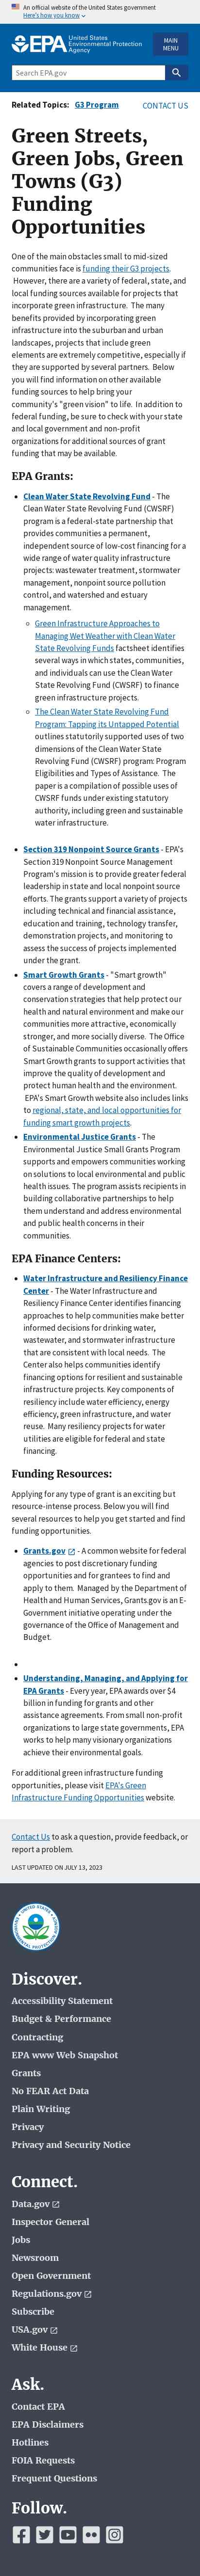 An official website of the United States government
Here's how you know
EPA United States Environmental Protection Agency
MAIN MENU
Search EPA.gov
Related Topics: G3 Program
CONTACT US
Green Streets,
Green Jobs, Green
Towns (G3)
Funding
Opportunities
One of the main obstacles small to mid-sized
communities face is funding their G3 projects.
However, there are a variety of federal, state, and
local funding sources available for projects that
incorporate green infrastructure. The key for many
communities, however, is incorporating green
infrastructure into the suburban and urban
landscapes, projects that include green
elements are extremely competitive, especially if
they are small private partners. Below, you will
find information on some of the available
funding sources to help bring your
community's "green" to life. In addition to
federal funding, be sure to check with your state
and local government and non-profit
organizations for additional sources of grant
funding that may be available.
EPA Grants:
Clean Water State Revolving Fund - The
Clean Water State Revolving Fund (CWSRF)
program is a federal-state partnership that
provides communities a permanent,
independent source of low-cost financing for a
wide range of water quality infrastructure
projects, including: municipal wastewater
systems, nonpoint source pollution
control, and watershed and estuary
management.
Green Infrastructure Approaches to
Managing Wet Weather with Clean Water
State Revolving Funds factsheet identifies
several ways in which states, communities,
and nonprofits can use the Clean Water
State Revolving Fund (CWSRF) to finance
green infrastructure projects.
The Clean Water State Revolving Fund
Program: Tapping its Untapped Potential
outlines a summary of two dimensions of
the Clean Water State
Revolving Fund (CWSRF) program: Program
Eligibilities and Types of Assistance. The
paper is a compilation of possible uses of
CWSRF funds under existing statutory
authority, including green and sustainable
water infrastructure.
Section 319 Nonpoint Source Grants - EPA's
Section 319 Nonpoint Source Management
Program's mission is to provide greater federal
leadership to help focus state and local
efforts. The grants support a variety of projects
including technical and financial assistance,
education and training, technology transfer,
demonstration projects, and monitoring to
assess the success of specific projects implemented
under the grant.
Smart Growth Grants - "Smart growth"
covers a range of development and
conservation strategies that help protect our
health and natural environment and make our
communities more attractive, economically
stronger, and more socially diverse. The Office of
Sustainable Communities occasionally offers
Smart Growth grants to support activities that
improve the quality of development and
protect human health and the environment.
EPA's Smart Growth website also includes links
to regional, state, and local opportunities for
funding smart growth projects.
Environmental Justice Grants - The
Environmental Justice Small Grants Program
supports and empowers communities working
on solutions to local environmental and public
health issues. The program assists recipients
in building collaborative partnerships to help
them understand and address environmental
and public health concerns in their
communities.
EPA Finance Centers:
Water Infrastructure and Resiliency Finance
Center - The Water Infrastructure and
Resiliency Finance Center identifies financing
approaches to help communities make better
informed decisions for drinking water,
wastewater, and stormwater infrastructure
that are consistent with local needs. The
Center also helps communities identify
financing options available for resilience
projects. Key components of resilience
projects include water efficiency, energy
efficiency, green infrastructure, and water
reuse. Many resiliency projects for water
utilities are eligible for federal and state
financing.
Funding Resources:
Applying for any type of grant is an exciting but
resource-intense process. Below you will find
several resources to help you get started and find
funding opportunities.
Grants.gov - A common website for federal
agencies to post discretionary funding
opportunities and for grantees to find and
apply to them. Managed by the Department of
Health and Human Services, Grants.gov is an E-
Government initiative operating under the
governance of the Office of Management and
Budget.
Understanding, Managing, and Applying for
EPA Grants - Every year, EPA awards over $4
billion in funding for grants and other
assistance agreements. From small non-profit
organizations to large state governments, EPA
works to help many visionary organizations
achieve their environmental goals.
For additional green infrastructure funding
opportunities, please visit EPA's Green
Infrastructure Funding Opportunities website.
Contact Us to ask a question, provide feedback, or
report a problem.
LAST UPDATED ON JULY 13, 2023
Discover.
Accessibility Statement
Budget & Performance
Contracting
EPA www Web Snapshot
Grants
No FEAR Act Data
Plain Writing
Privacy
Privacy and Security Notice
Connect.
Data.gov
Inspector General
Jobs
Newsroom
Open Government
Regulations.gov
Subscribe
USA.gov
White House
Ask.
Contact EPA
EPA Disclaimers
Hotlines
FOIA Requests
Frequent Questions
Follow.